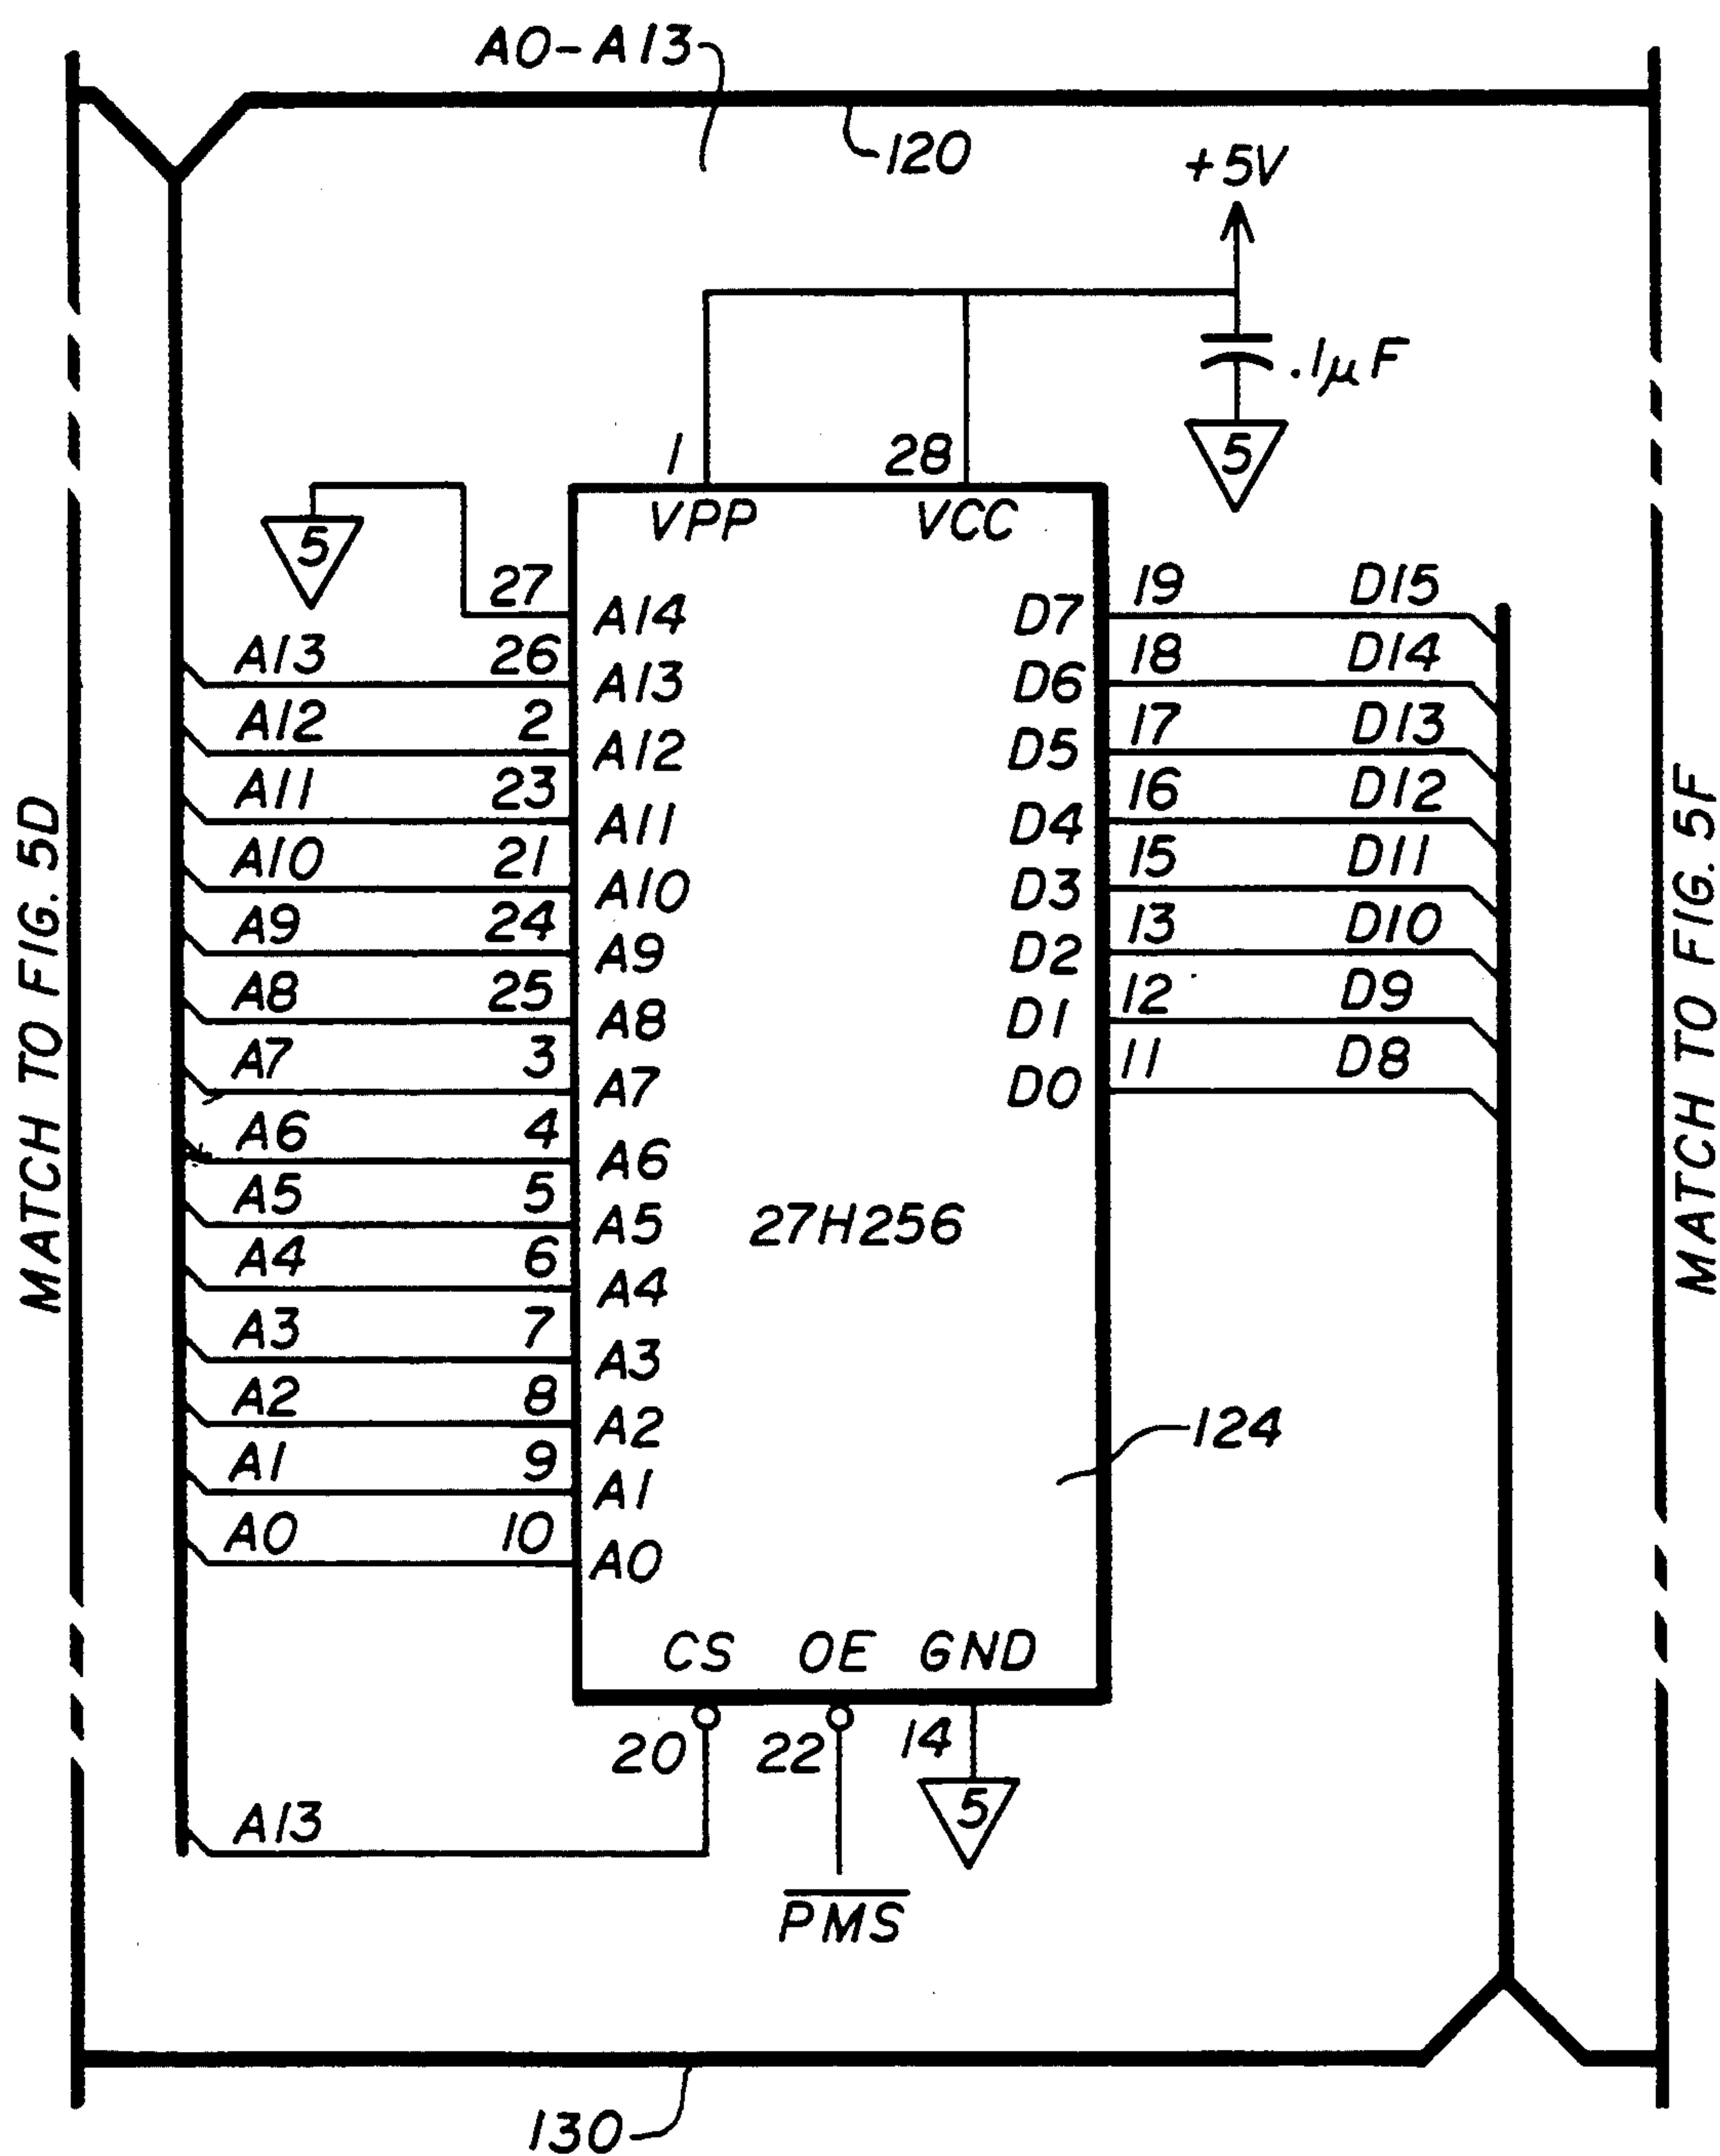 A0-A13
120
+5V
.1µF
5
1
28
VPP
VCC
5
27
A14
D7
19
D15
A13
26
A13
D6
18
D14
A12
2
A12
D5
17
D13
A11
23
A11
D4
16
D12
A10
21
A10
D3
15
D11
A9
24
A9
D2
13
D10
A8
25
A8
D1
12
D9
A7
3
A7
D0
11
D8
A6
4
A6
A5
5
A5
27H256
A4
6
A4
A3
7
A3
A2
8
A2
124
A1
9
A1
A0
10
A0
CS
OE
GND
20
22
14
5
A13
PMS
130
MATCH TO FIG. 5D
MATCH TO FIG. 5F